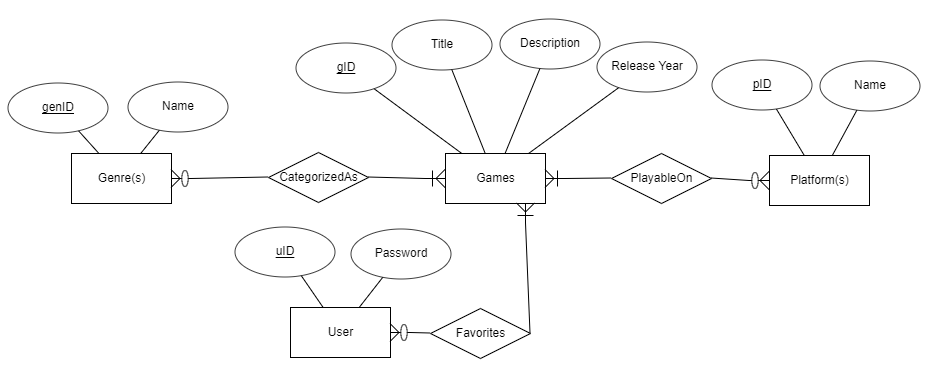 Title
Description
gID
Release Year
pID
Name
genID
Name
Genre(s)
CategorizedAs
Games
PlayableOn
Platform(s)
uID
Password
User
Favorites